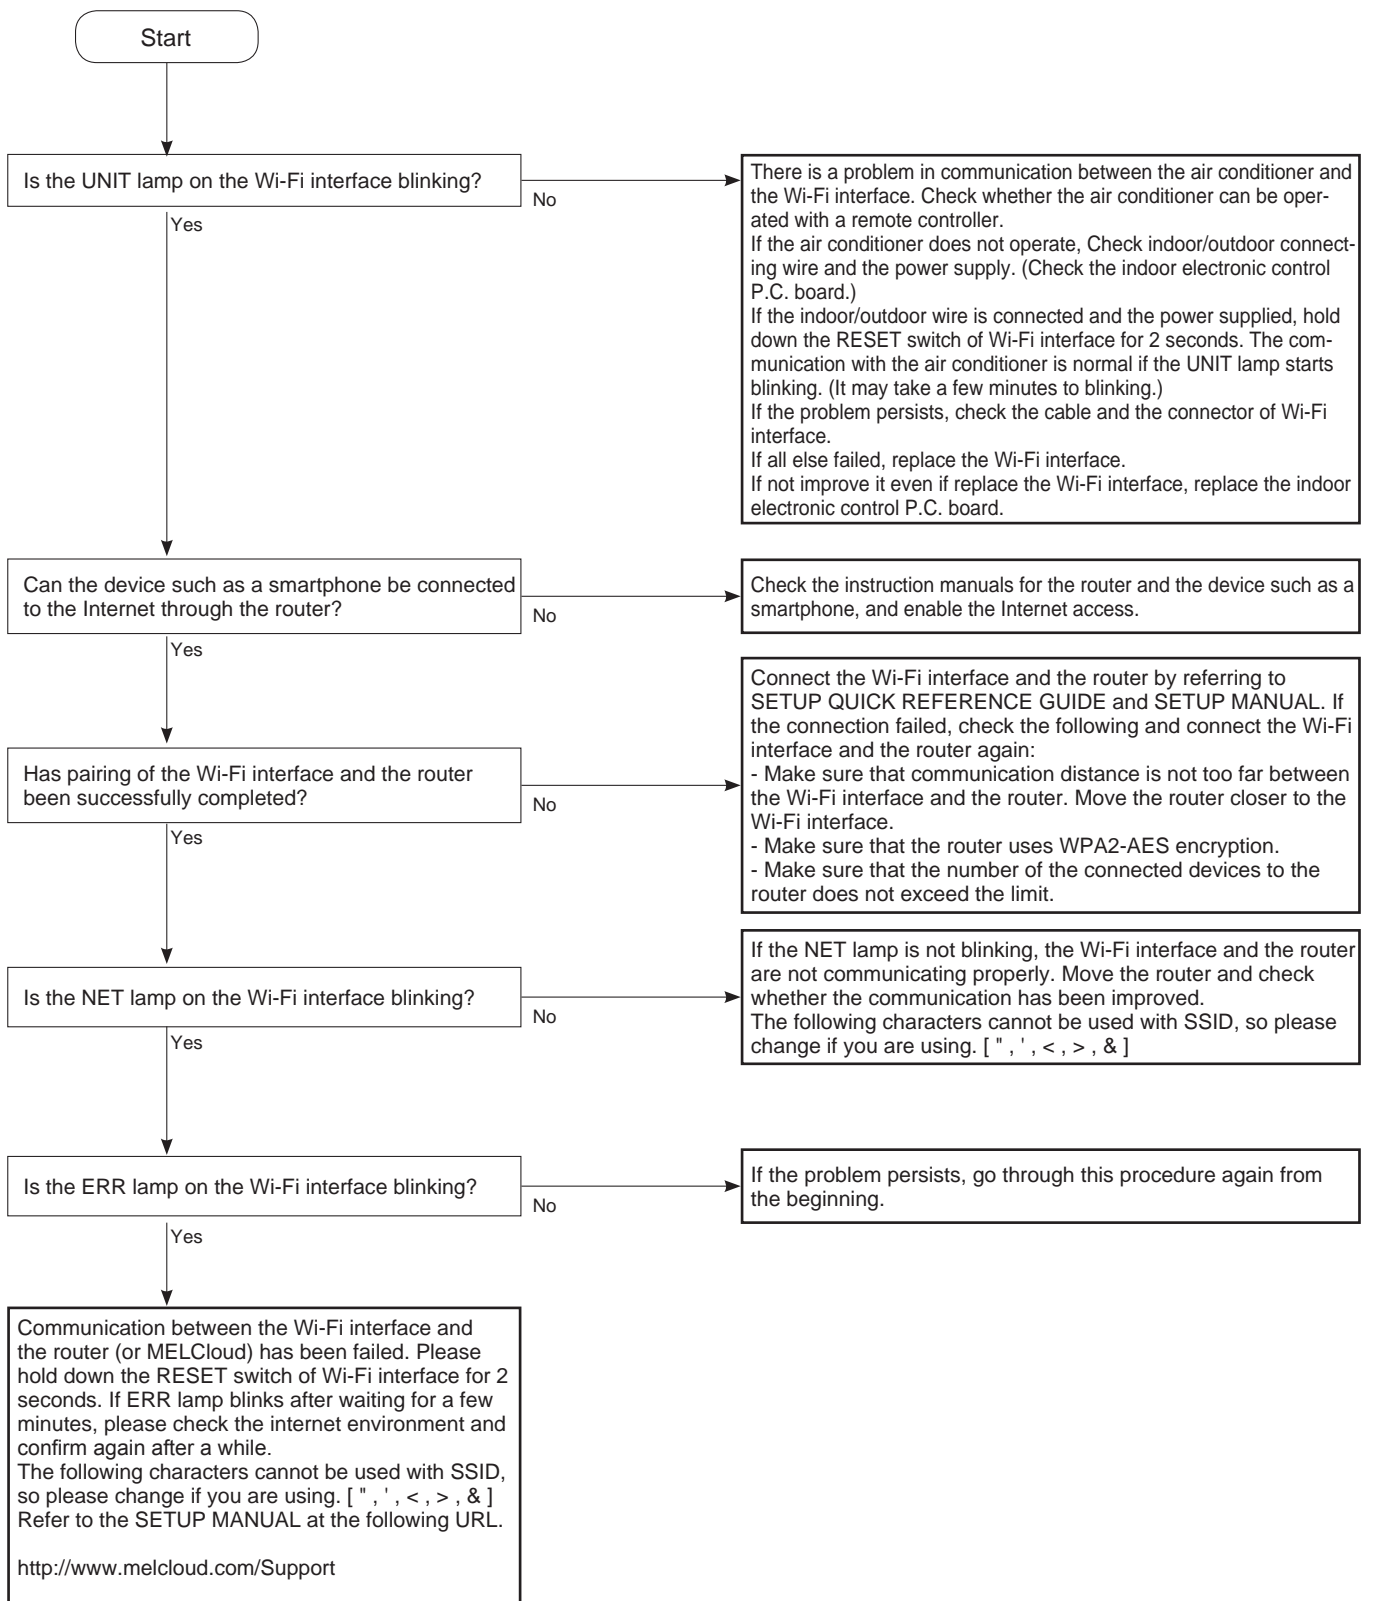 Start
Is the UNIT lamp on the Wi-Fi interface blinking?
No
Yes
There is a problem in communication between the air conditioner and
the Wi-Fi interface. Check whether the air conditioner can be oper-
ated with a remote controller.
If the air conditioner does not operate, Check indoor/outdoor connect-
ing wire and the power supply. (Check the indoor electronic control
P.C. board.)
If the indoor/outdoor wire is connected and the power supplied, hold
down the RESET switch of Wi-Fi interface for 2 seconds. The com-
munication with the air conditioner is normal if the UNIT lamp starts
blinking. (It may take a few minutes to blinking.)
If the problem persists, check the cable and the connector of Wi-Fi
interface.
If all else failed, replace the Wi-Fi interface.
If not improve it even if replace the Wi-Fi interface, replace the indoor
electronic control P.C. board.
Can the device such as a smartphone be connected
to the Internet through the router?
No
Yes
Check the instruction manuals for the router and the device such as a
smartphone, and enable the Internet access.
Has pairing of the Wi-Fi interface and the router
been successfully completed?
No
Yes
Connect the Wi-Fi interface and the router by referring to
SETUP QUICK REFERENCE GUIDE and SETUP MANUAL. If
the connection failed, check the following and connect the Wi-Fi
interface and the router again:
- Make sure that communication distance is not too far between
the Wi-Fi interface and the router. Move the router closer to the
Wi-Fi interface.
- Make sure that the router uses WPA2-AES encryption.
- Make sure that the number of the connected devices to the
router does not exceed the limit.
Is the NET lamp on the Wi-Fi interface blinking?
No
Yes
If the NET lamp is not blinking, the Wi-Fi interface and the router
are not communicating properly. Move the router and check
whether the communication has been improved.
The following characters cannot be used with SSID, so please
change if you are using. [ " , ' , < , > , & ]
Is the ERR lamp on the Wi-Fi interface blinking?
No
Yes
If the problem persists, go through this procedure again from
the beginning.
Communication between the Wi-Fi interface and
the router (or MELCloud) has been failed. Please
hold down the RESET switch of Wi-Fi interface for 2
seconds. If ERR lamp blinks after waiting for a few
minutes, please check the internet environment and
confirm again after a while.
The following characters cannot be used with SSID,
so please change if you are using. [ " , ' , < , > , & ]
Refer to the SETUP MANUAL at the following URL.
http://www.melcloud.com/Support